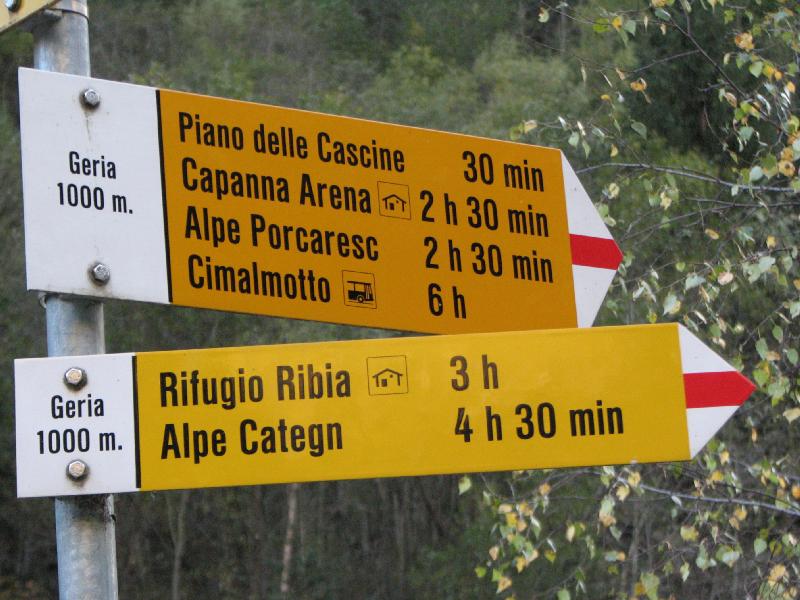 Geria
1000 m.
Piano delle Cascine 30 min
Capanna Arena 2 h 30 min
Alpe Porcaresc 2 h 30 min
Cimalmotto 6 h
Geria
1000 m.
Rifugio Ribia 3 h
Alpe Categn 4 h 30 min